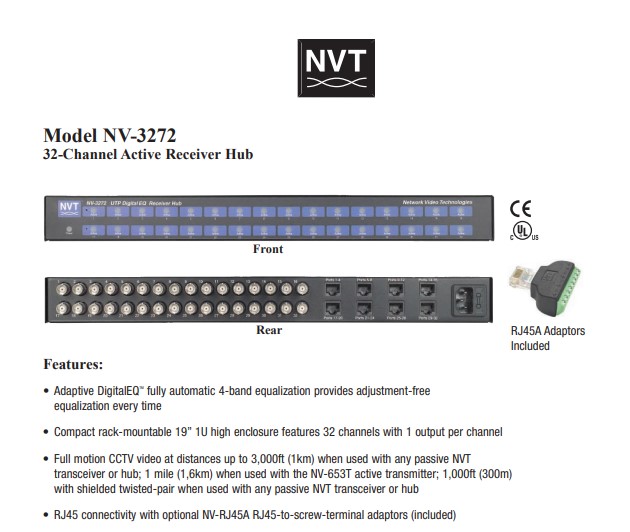 NVT
Model NV-3272
32-Channel Active Receiver Hub
NVT
NV-3272 UTP Digital EQ Receiver Hub
Network Video Technologies
Front
CE
C UL US
Rear
RJ45A Adaptors
Included
Features:
• Adaptive DigitalEQ™ fully automatic 4-band equalization provides adjustment-free
equalization every time
• Compact rack-mountable 19” 1U high enclosure features 32 channels with 1 output per channel
• Full motion CCTV video at distances up to 3,000ft (1km) when used with any passive NVT
transceiver or hub; 1 mile (1,6km) when used with the NV-653T active transmitter; 1,000ft (300m)
with shielded twisted-pair when used with any passive NVT transceiver or hub
• RJ45 connectivity with optional NV-RJ45A RJ45-to-screw-terminal adaptors (included)